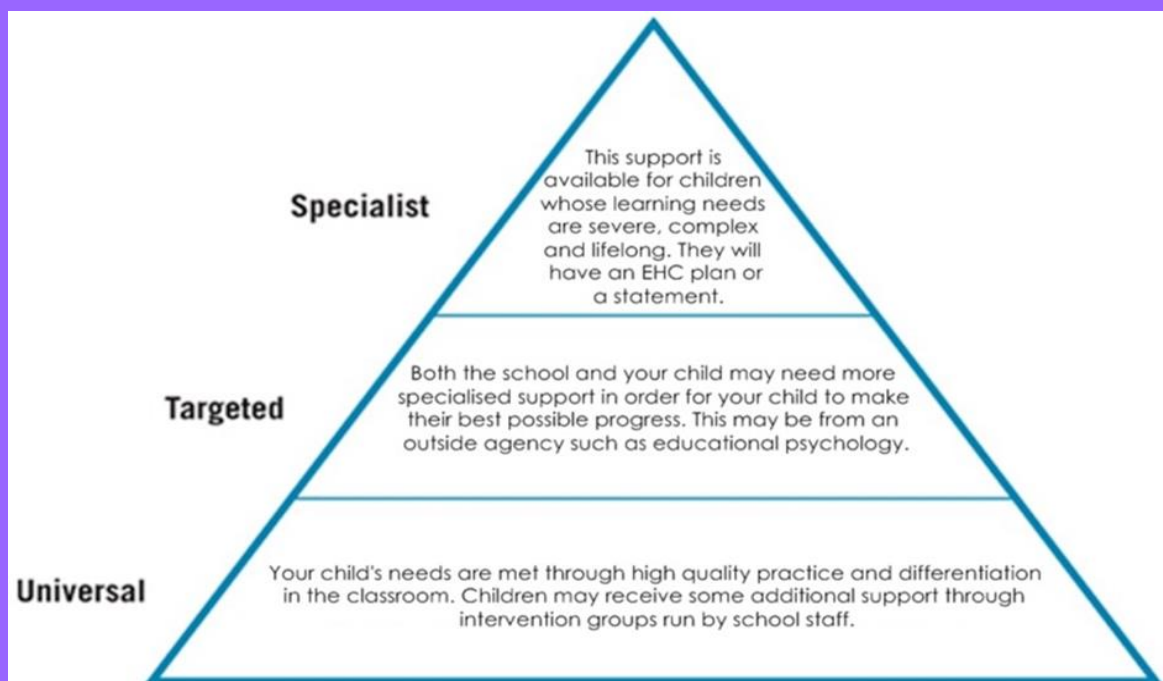 Specialist
This support is
available for children
whose learning needs
are severe, complex
and lifelong. They will
have an EHC plan or
a statement.
Targeted
Both the school and your child may need more
specialised support in order for your child to make
their best possible progress. This may be from an
outside agency such as educational psychology.
Universal
Your child's needs are met through high quality practice and differentiation
in the classroom. Children may receive some additional support through
intervention groups run by school staff.